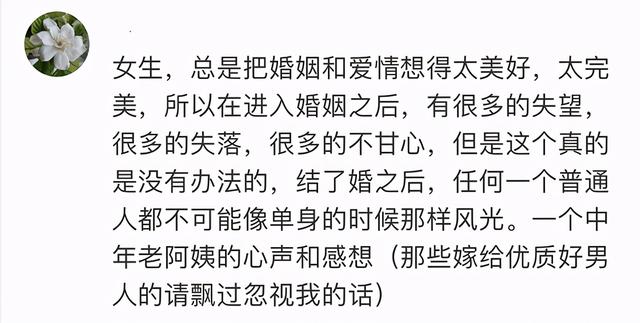 女生，总是把婚姻和爱情想得太美好，太完
美，所以在进入婚姻之后，有很多的失望，
很多的失落，很多的不甘心，但是这个真的
是没有办法的，结了婚之后，任何一个普通
人都不可能像单身的时候那样风光。一个中
年老阿姨的心声和感想（那些嫁给优质好男
人的请飘过忽视我的话）